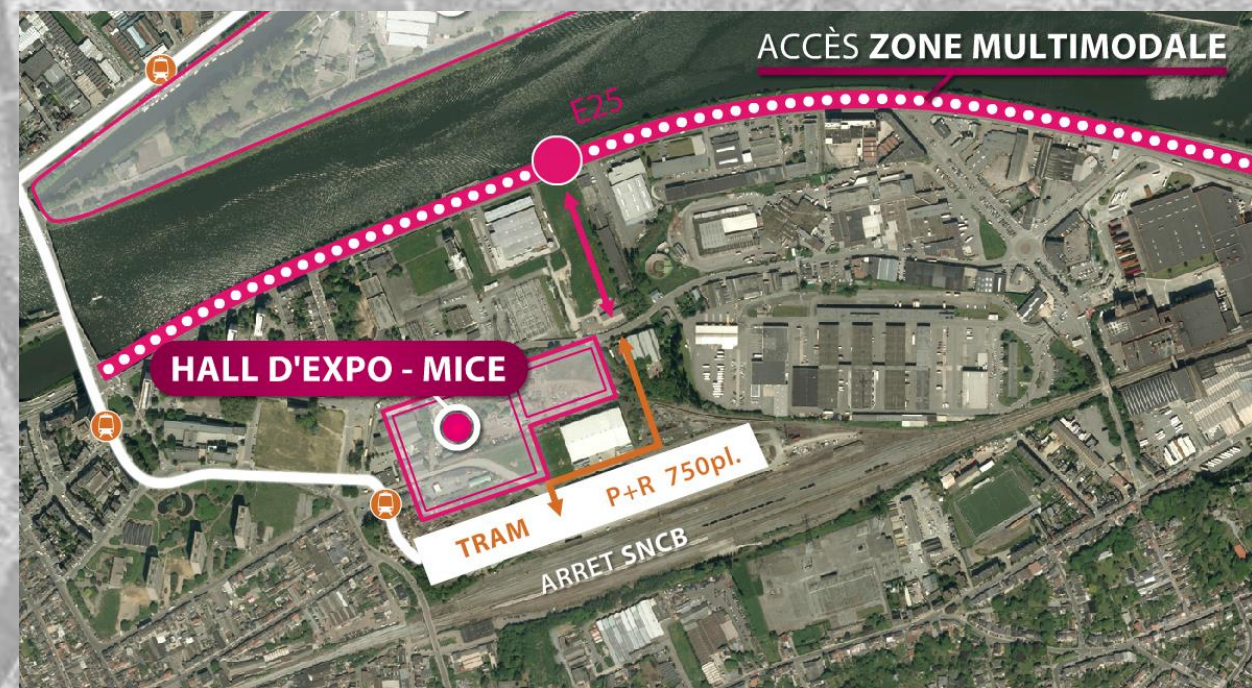 ACCÈS ZONE MULTIMODALE
E25
HALL D'EXPO - MICE
P+R 750pl.
TRAM
ARRET SNCB